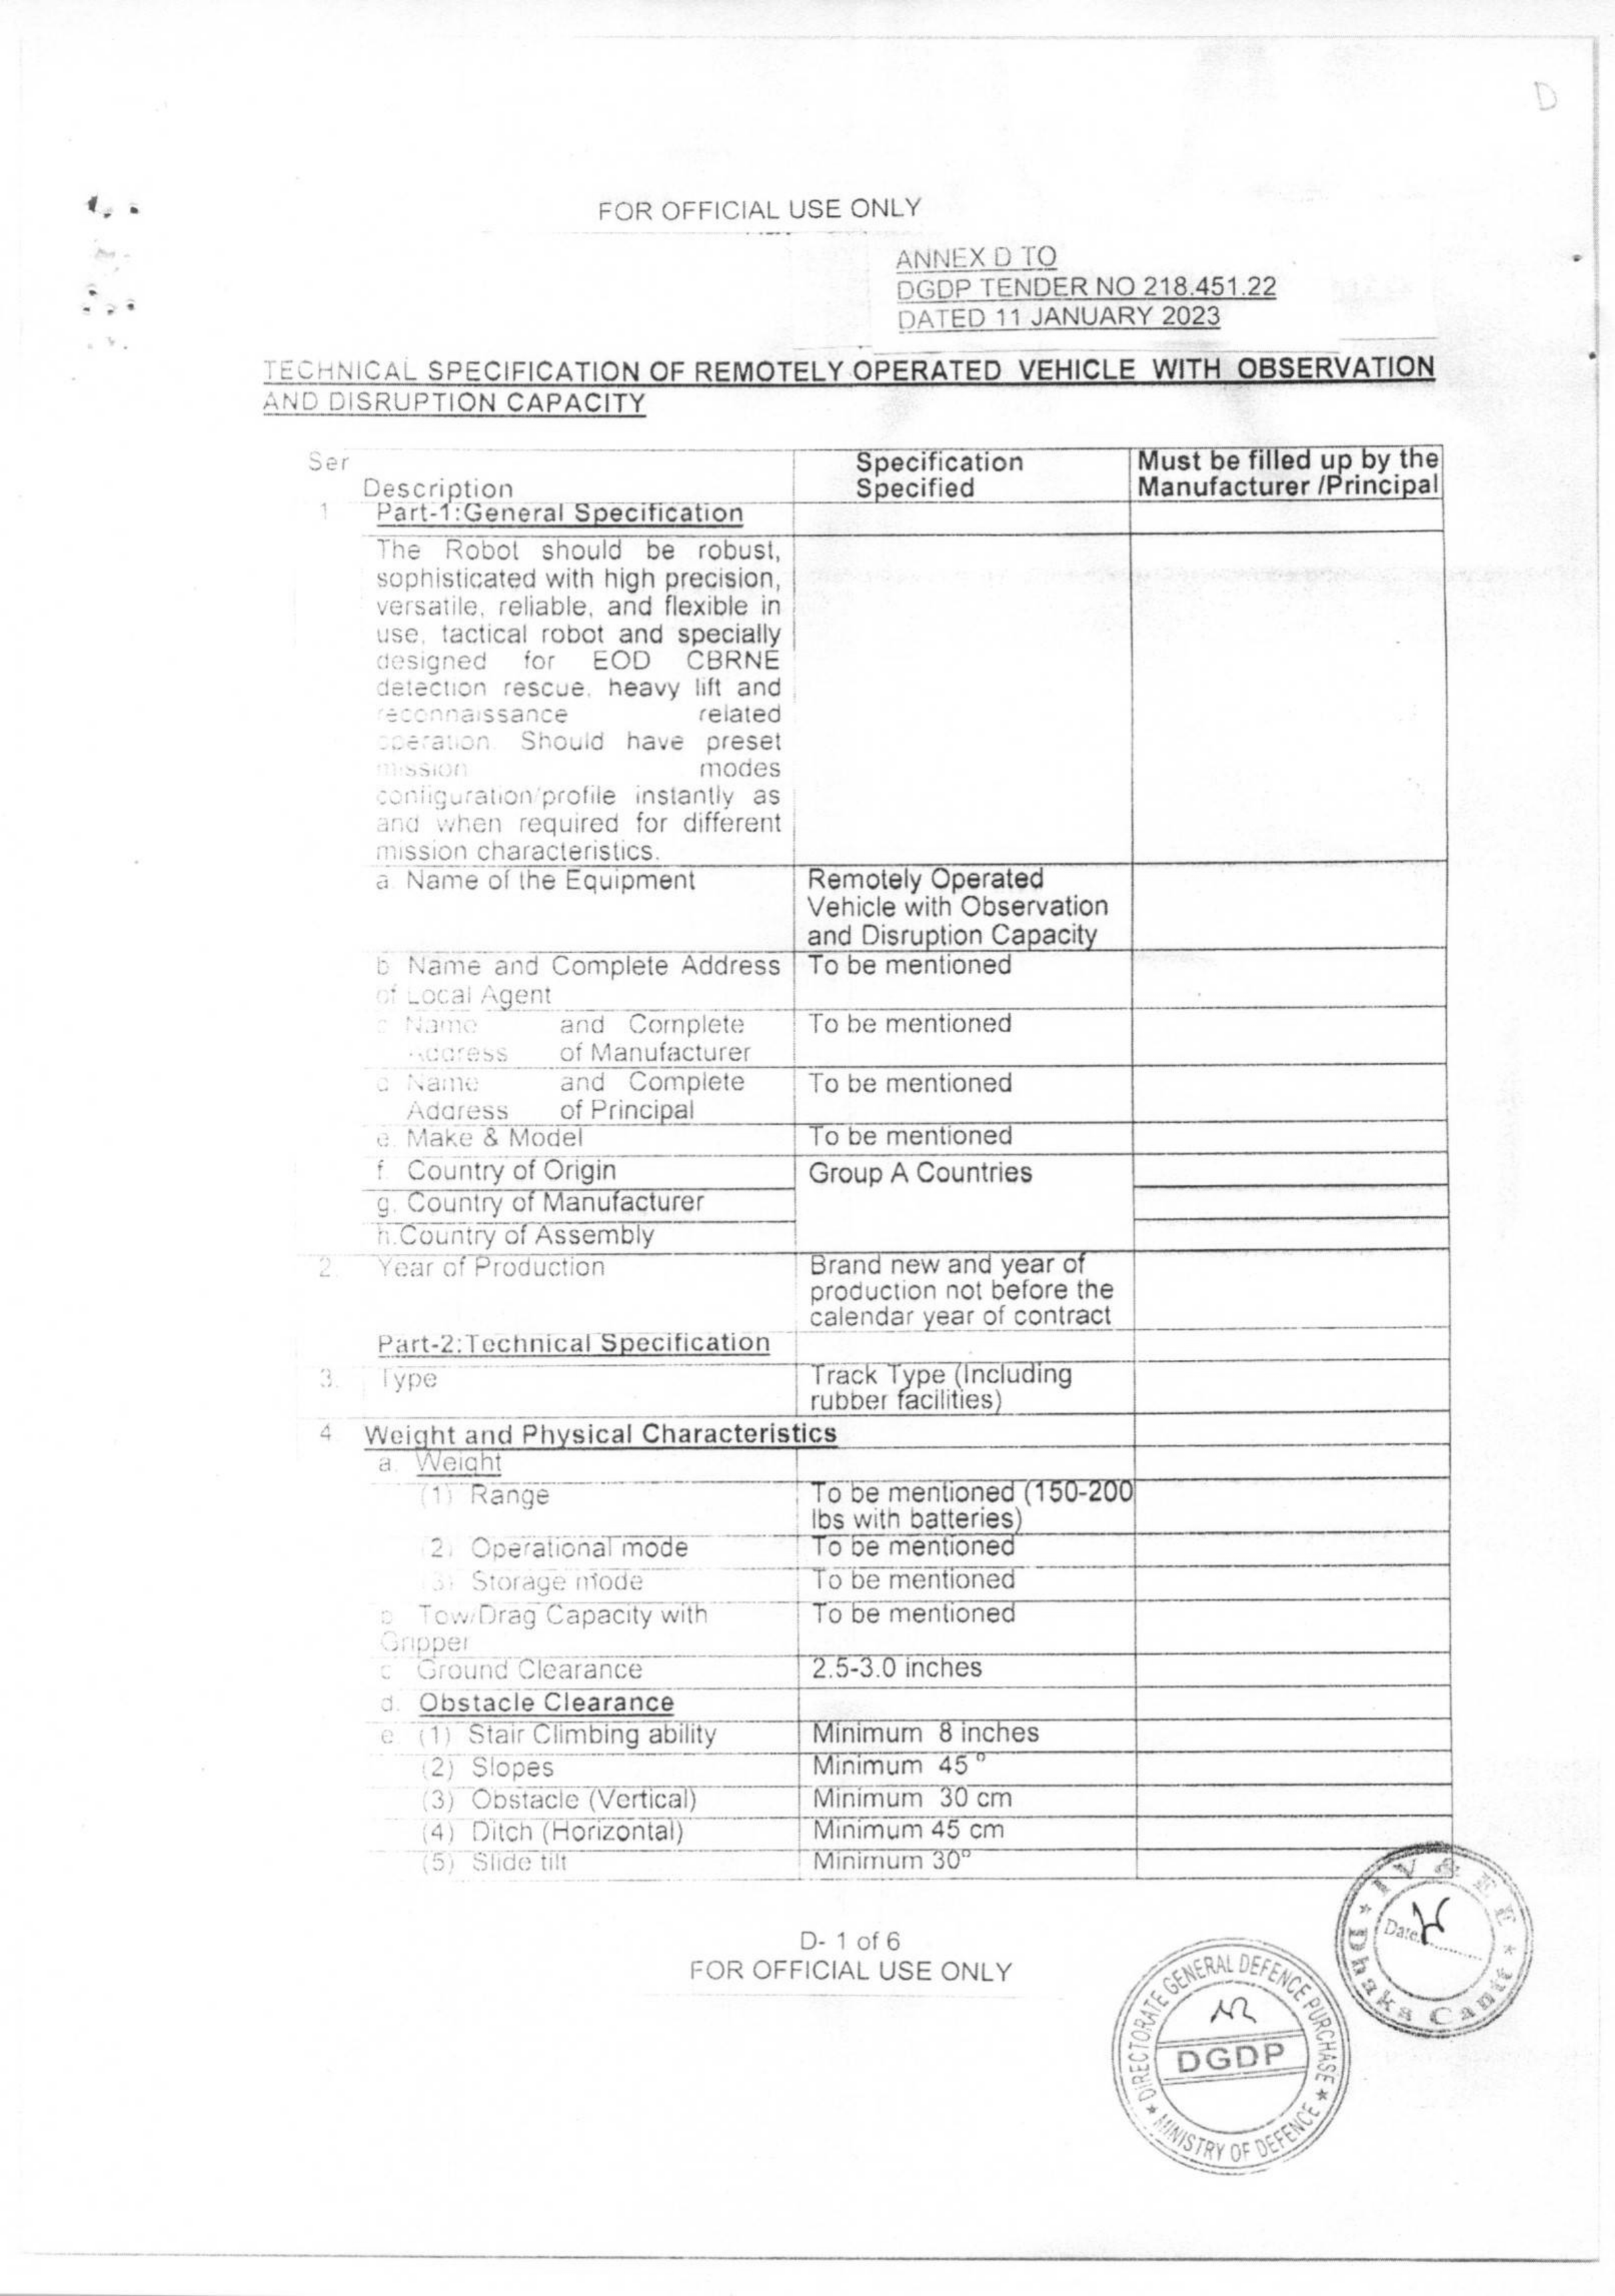 D
FOR OFFICIAL USE ONLY
ANNEX D TO
DGDP TENDER NO 218.451.22
DATED 11 JANUARY 2023
TECHNICAL SPECIFICATION OF REMOTELY OPERATED VEHICLE WITH OBSERVATION
AND DISRUPTION CAPACITY
Ser Description Specification Specified Must be filled up by the Manufacturer /Principal
1 Part-1:General Specification
The Robot should be robust,
sophisticated with high precision,
versatile, reliable, and flexible in
use, tactical robot and specially
designed for EOD CBRNE
detection rescue, heavy lift and
reconnaissance related
operation. Should have preset
mission modes
configuration/profile instantly as
and when required for different
mission characteristics.
a. Name of the Equipment Remotely Operated
Vehicle with Observation
and Disruption Capacity
b. Name and Complete Address To be mentioned
of Local Agent
c. Name and Complete To be mentioned
Address of Manufacturer
d. Name and Complete To be mentioned
Address of Principal
e. Make & Model To be mentioned
f. Country of Origin Group A Countries
g. Country of Manufacturer
h.Country of Assembly
2. Year of Production Brand new and year of
production not before the
calendar year of contract
Part-2:Technical Specification
3. Type Track Type (Including
rubber facilities)
4. Weight and Physical Characteristics
a. Weight
(1) Range To be mentioned (150-200
lbs with batteries)
(2) Operational mode To be mentioned
(3) Storage mode To be mentioned
b. Tow/Drag Capacity with To be mentioned
Gripper
c. Ground Clearance 2.5-3.0 inches
d. Obstacle Clearance
e. (1) Stair Climbing ability Minimum 8 inches
(2) Slopes Minimum 45°
(3) Obstacle (Vertical) Minimum 30 cm
(4) Ditch (Horizontal) Minimum 45 cm
(5) Slide tilt Minimum 30°
D- 1 of 6
FOR OFFICIAL USE ONLY
IV & EE
Date
Dhaka Cantt
DIRECTORATE GENERAL DEFENCE PURCHASE
DGDP
MINISTRY OF DEFENCE